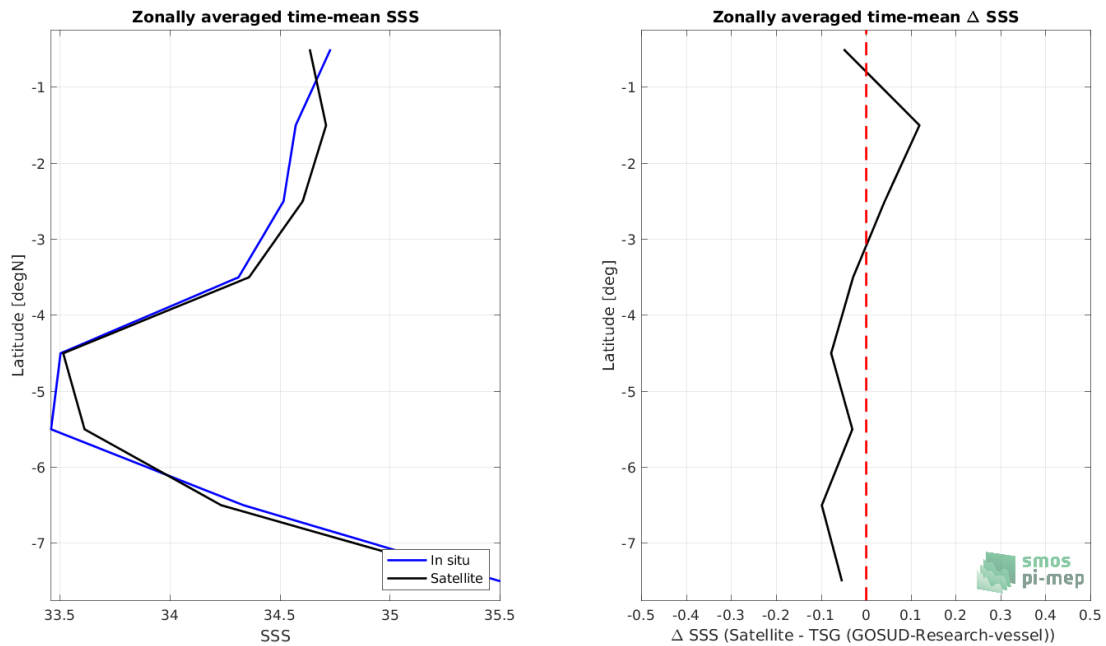 Zonally averaged time-mean SSS
-1
-2
-3
-4
-5
-6
-7
Latitude [degN]
33.5 34 34.5 35 35.5
SSS
In situ
Satellite
Zonally averaged time-mean Δ SSS
-1
-2
-3
-4
-5
-6
-7
Latitude [deg]
-0.5 -0.4 -0.3 -0.2 -0.1 0 0.1 0.2 0.3 0.4 0.5
Δ SSS (Satellite - TSG (GOSUD-Research-vessel))
smos
pi-mep